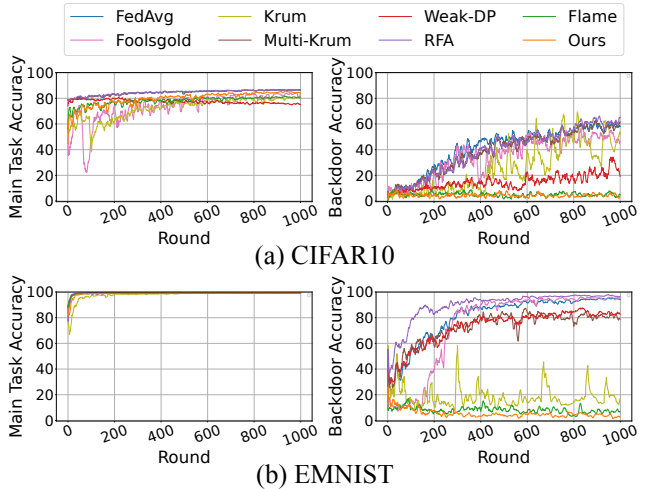 FedAvg Krum Weak-DP Flame
Foolsgold Multi-Krum RFA Ours
Main Task Accuracy
100
80
60
40
20
0
0 200 400 600 800 1000
Round
Backdoor Accuracy
100
80
60
40
20
0
0 200 400 600 800 1000
Round
(a) CIFAR10
Main Task Accuracy
100
80
60
40
20
0
0 200 400 600 800 1000
Round
Backdoor Accuracy
100
80
60
40
20
0
0 200 400 600 800 1000
Round
(b) EMNIST